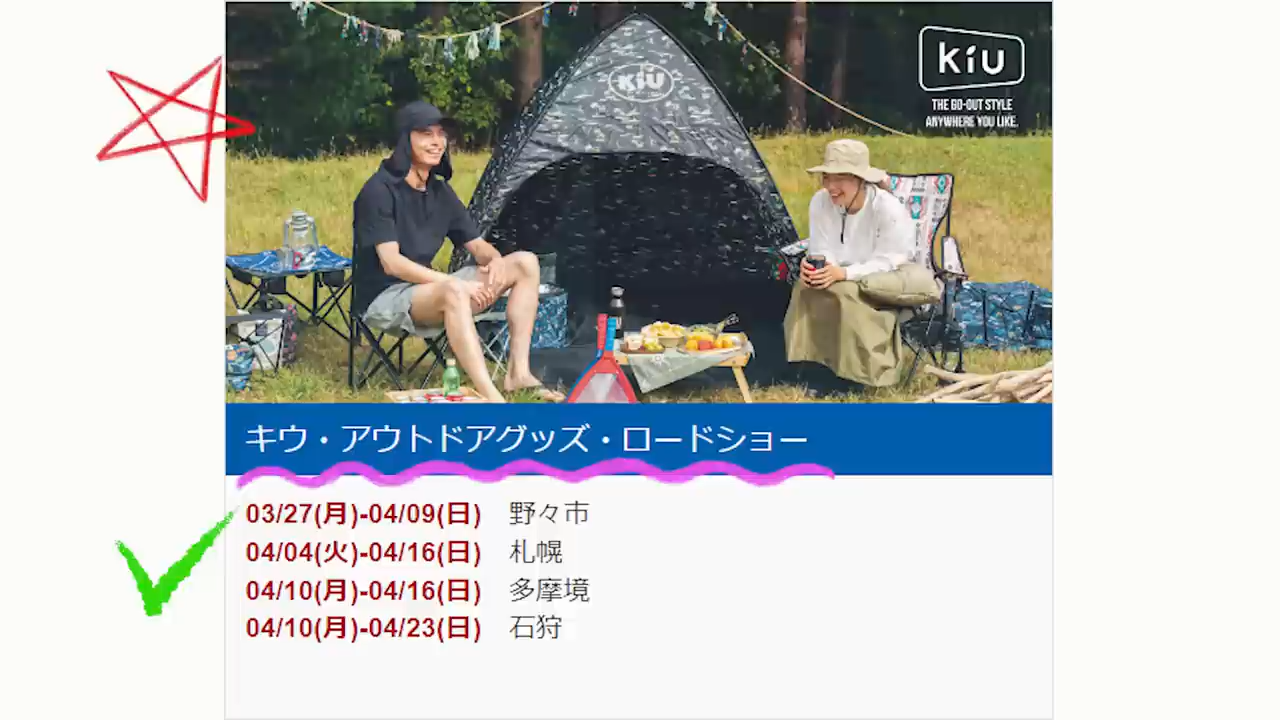 KiU
kiu
THE GO-OUT STYLE
ANYWHERE YOU LIKE.
キウ・アウトドアグッズ・ロードショー
03/27(月)-04/09(日) 野々市
04/04(火)-04/16(日) 札幌
04/10(月)-04/16(日) 多摩境
04/10(月)-04/23(日) 石狩